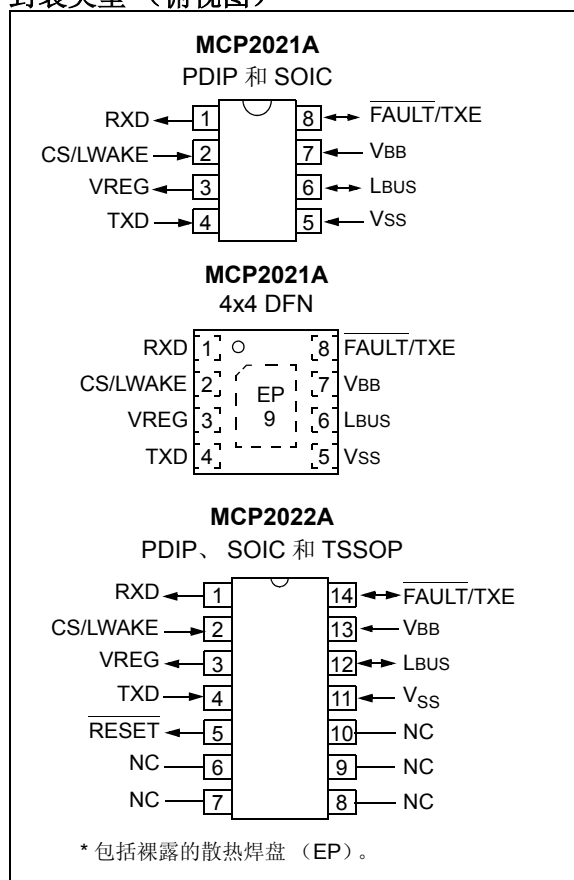 封装类型 （俯视图）
MCP2021A
PDIP 和 SOIC
RXD 1 8 FAULT/TXE
CS/LWAKE 2 7 VBB
VREG 3 6 LBUS
TXD 4 5 VSS
MCP2021A
4x4 DFN
RXD 1 8 FAULT/TXE
CS/LWAKE 2 EP 7 VBB
VREG 3 9 6 LBUS
TXD 4 5 VSS
MCP2022A
PDIP、 SOIC 和 TSSOP
RXD 1 14 FAULT/TXE
CS/LWAKE 2 13 VBB
VREG 3 12 LBUS
TXD 4 11 VSS
RESET 5 10 NC
NC 6 9 NC
NC 7 8 NC
* 包括裸露的散热焊盘 （EP）。